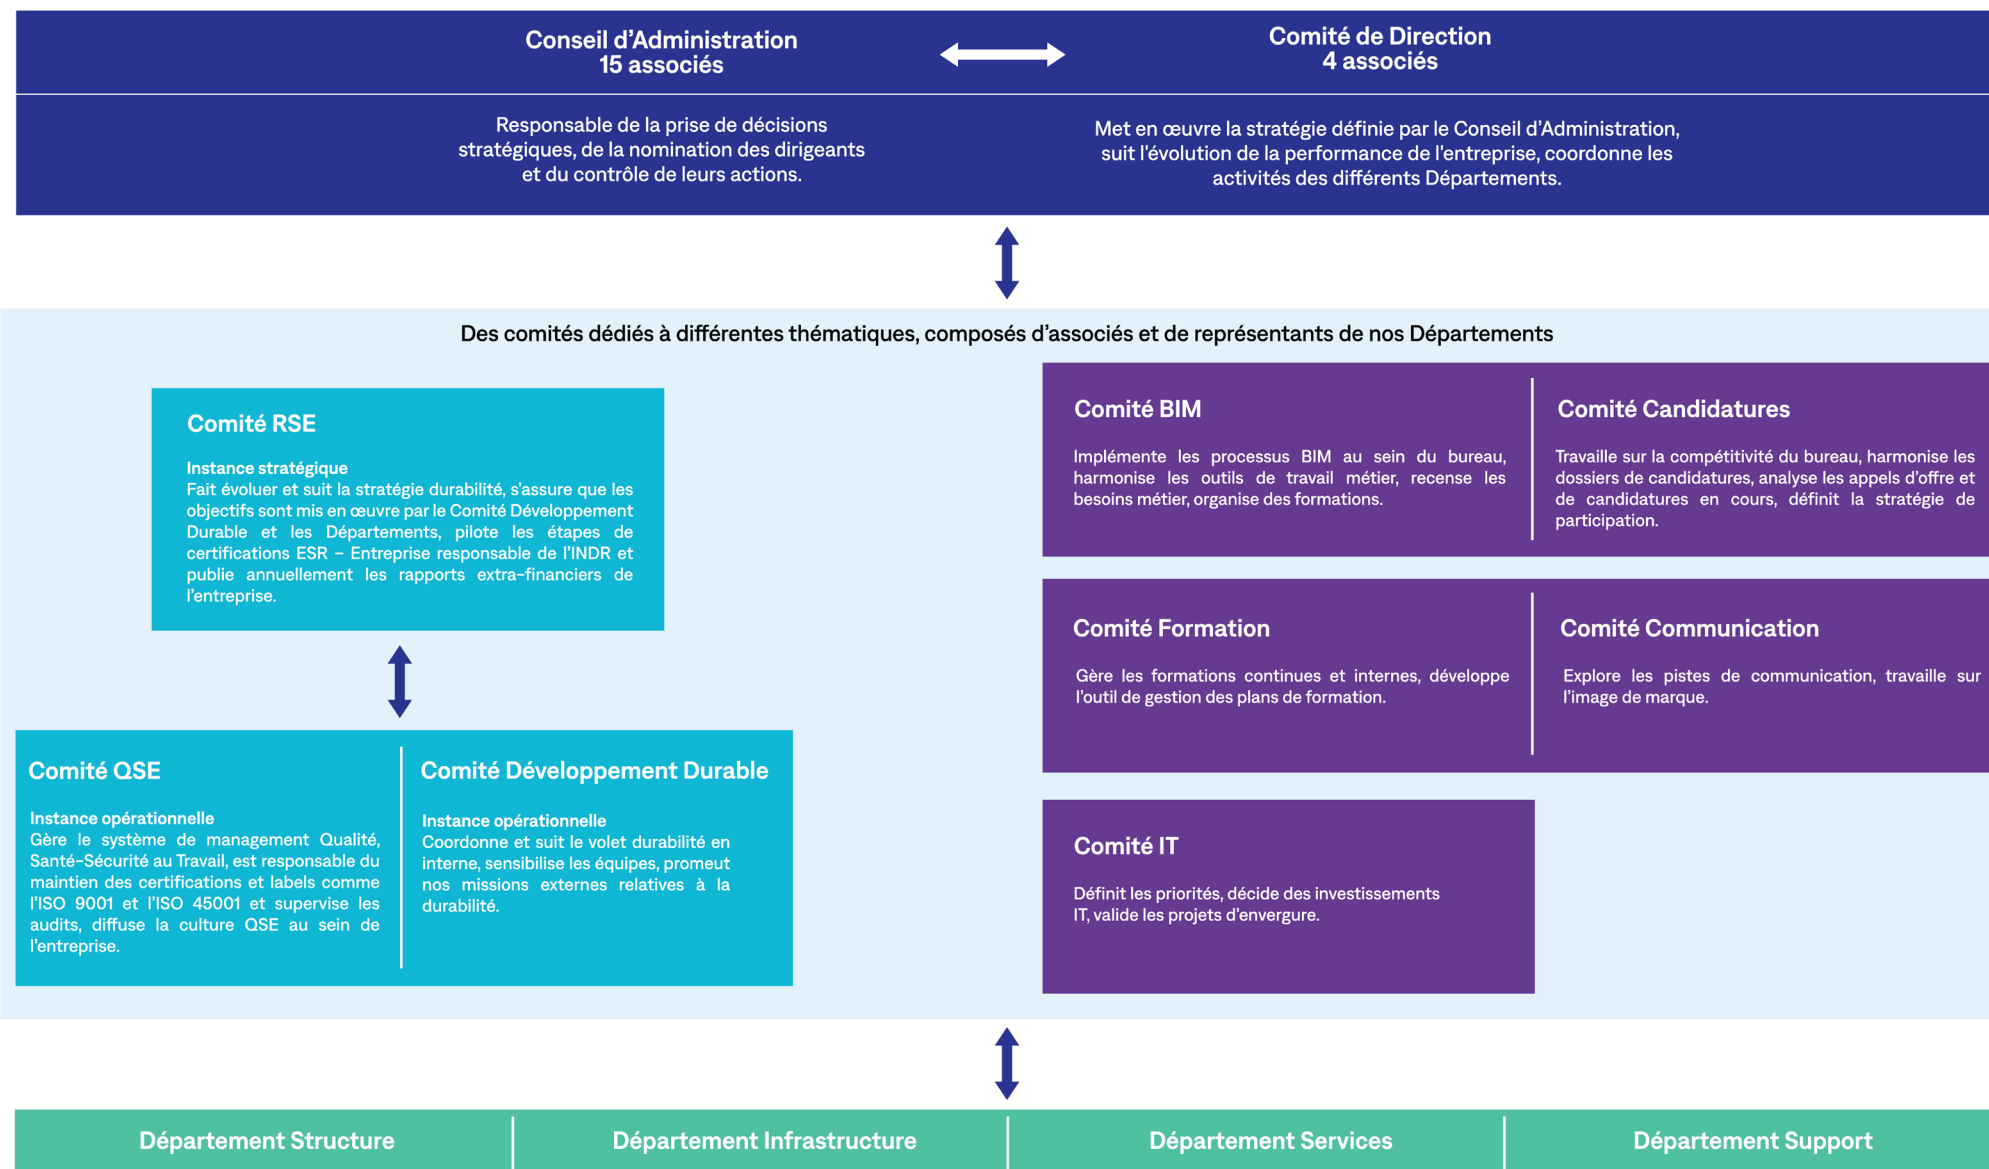 Conseil d'Administration
15 associés
Comité de Direction
4 associés
Responsable de la prise de décisions
stratégiques, de la nomination des dirigeants
et du contrôle de leurs actions.
Met en œuvre la stratégie définie par le Conseil d'Administration,
suit l'évolution de la performance de l'entreprise, coordonne les
activités des différents Départements.
Des comités dédiés à différentes thématiques, composés d'associés et de représentants de nos Départements
Comité RSE
Instance stratégique
Fait évoluer et suit la stratégie durabilité, s'assure que les
objectifs sont mis en œuvre par le Comité Développement
Durable et les Départements, pilote les étapes de
certifications ESR – Entreprise responsable de l'INDR et
publie annuellement les rapports extra-financiers de
l'entreprise.
Comité QSE
Instance opérationnelle
Gère le système de management Qualité,
Santé-Sécurité au Travail, est responsable du
maintien des certifications et labels comme
l'ISO 9001 et l'ISO 45001 et supervise les
audits, diffuse la culture QSE au sein de
l'entreprise.
Comité Développement Durable
Instance opérationnelle
Coordonne et suit le volet durabilité en
interne, sensibilise les équipes, promeut
nos missions externes relatives à la
durabilité.
Comité BIM
Implémente les processus BIM au sein du bureau,
harmonise les outils de travail métier, recense les
besoins métier, organise des formations.
Comité Candidatures
Travaille sur la compétitivité du bureau, harmonise les
dossiers de candidatures, analyse les appels d'offre et
de candidatures en cours, définit la stratégie de
participation.
Comité Formation
Gère les formations continues et internes, développe
l'outil de gestion des plans de formation.
Comité Communication
Explore les pistes de communication, travaille sur
l'image de marque.
Comité IT
Définit les priorités, décide des investissements
IT, valide les projets d'envergure.
Département Structure
Département Infrastructure
Département Services
Département Support